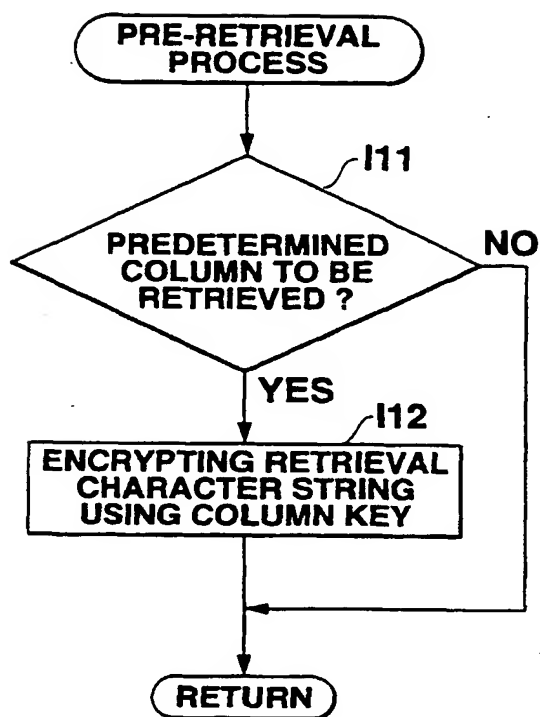 PRE-RETRIEVAL
PROCESS
I11
PREDETERMINED
COLUMN TO BE
RETRIEVED ?
NO
YES
I12
ENCRYPTING RETRIEVAL
CHARACTER STRING
USING COLUMN KEY
RETURN